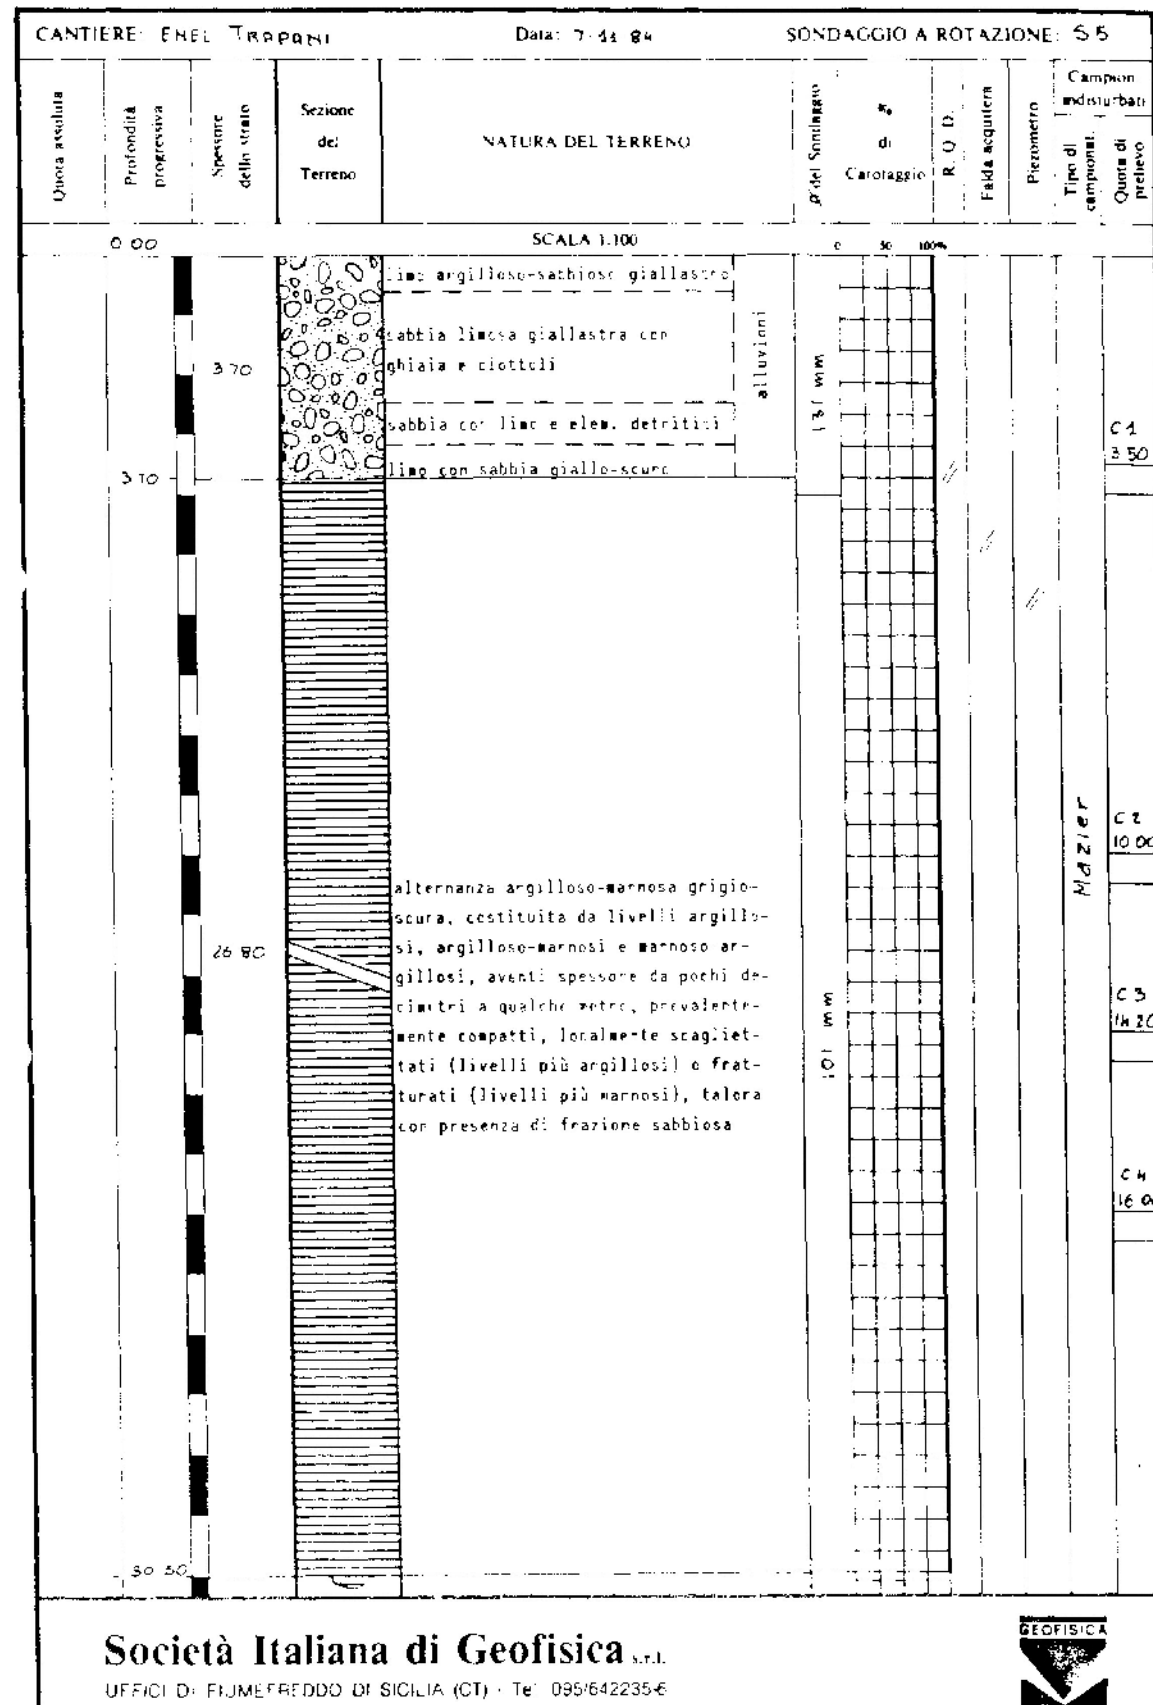 CANTIERE: ENEL TRAPANI Data: 7-11 84 SONDAGGIO A ROTAZIONE: S5
Quota assoluta
Profondità progressiva
Spessore dello strato
Sezione del Terreno
NATURA DEL TERRENO
Ø del Sondaggio
% di Carotaggio
R. Q. D.
Falda acquifera
Piezometro
Campion indisturbati
Tipo di campionat.
Quota di prelievo
0 00 SCALA 1:100 0 50 100%
limo argilloso-sabbioso giallastro
sabbia limosa giallastra con
ghiaia e ciottoli
3 70
alluvioni
131 mm
sabbia con limo e elem. detritici
C1
3 50
limo con sabbia giallo-scuro
3 70
Mazier
C2
10 00
alternanza argilloso-marnosa grigio-
scura, costituita da livelli argillo-
si, argilloso-marnosi e marnoso ar-
gillosi, aventi spessore da pochi de-
cimetri a qualche metro, prevalente-
mente compatti, localmente scagliet-
tati (livelli più argillosi) o frat-
turati (livelli più marnosi), talora
con presenza di frazione sabbiosa
26 80
101 mm
C3
14 20
C4
16 0
30 50
Società Italiana di Geofisica s.r.l.
UFFICI DI FIUMEFREDDO DI SICILIA (CT) - Tel 095/642235-6
GEOFISICA